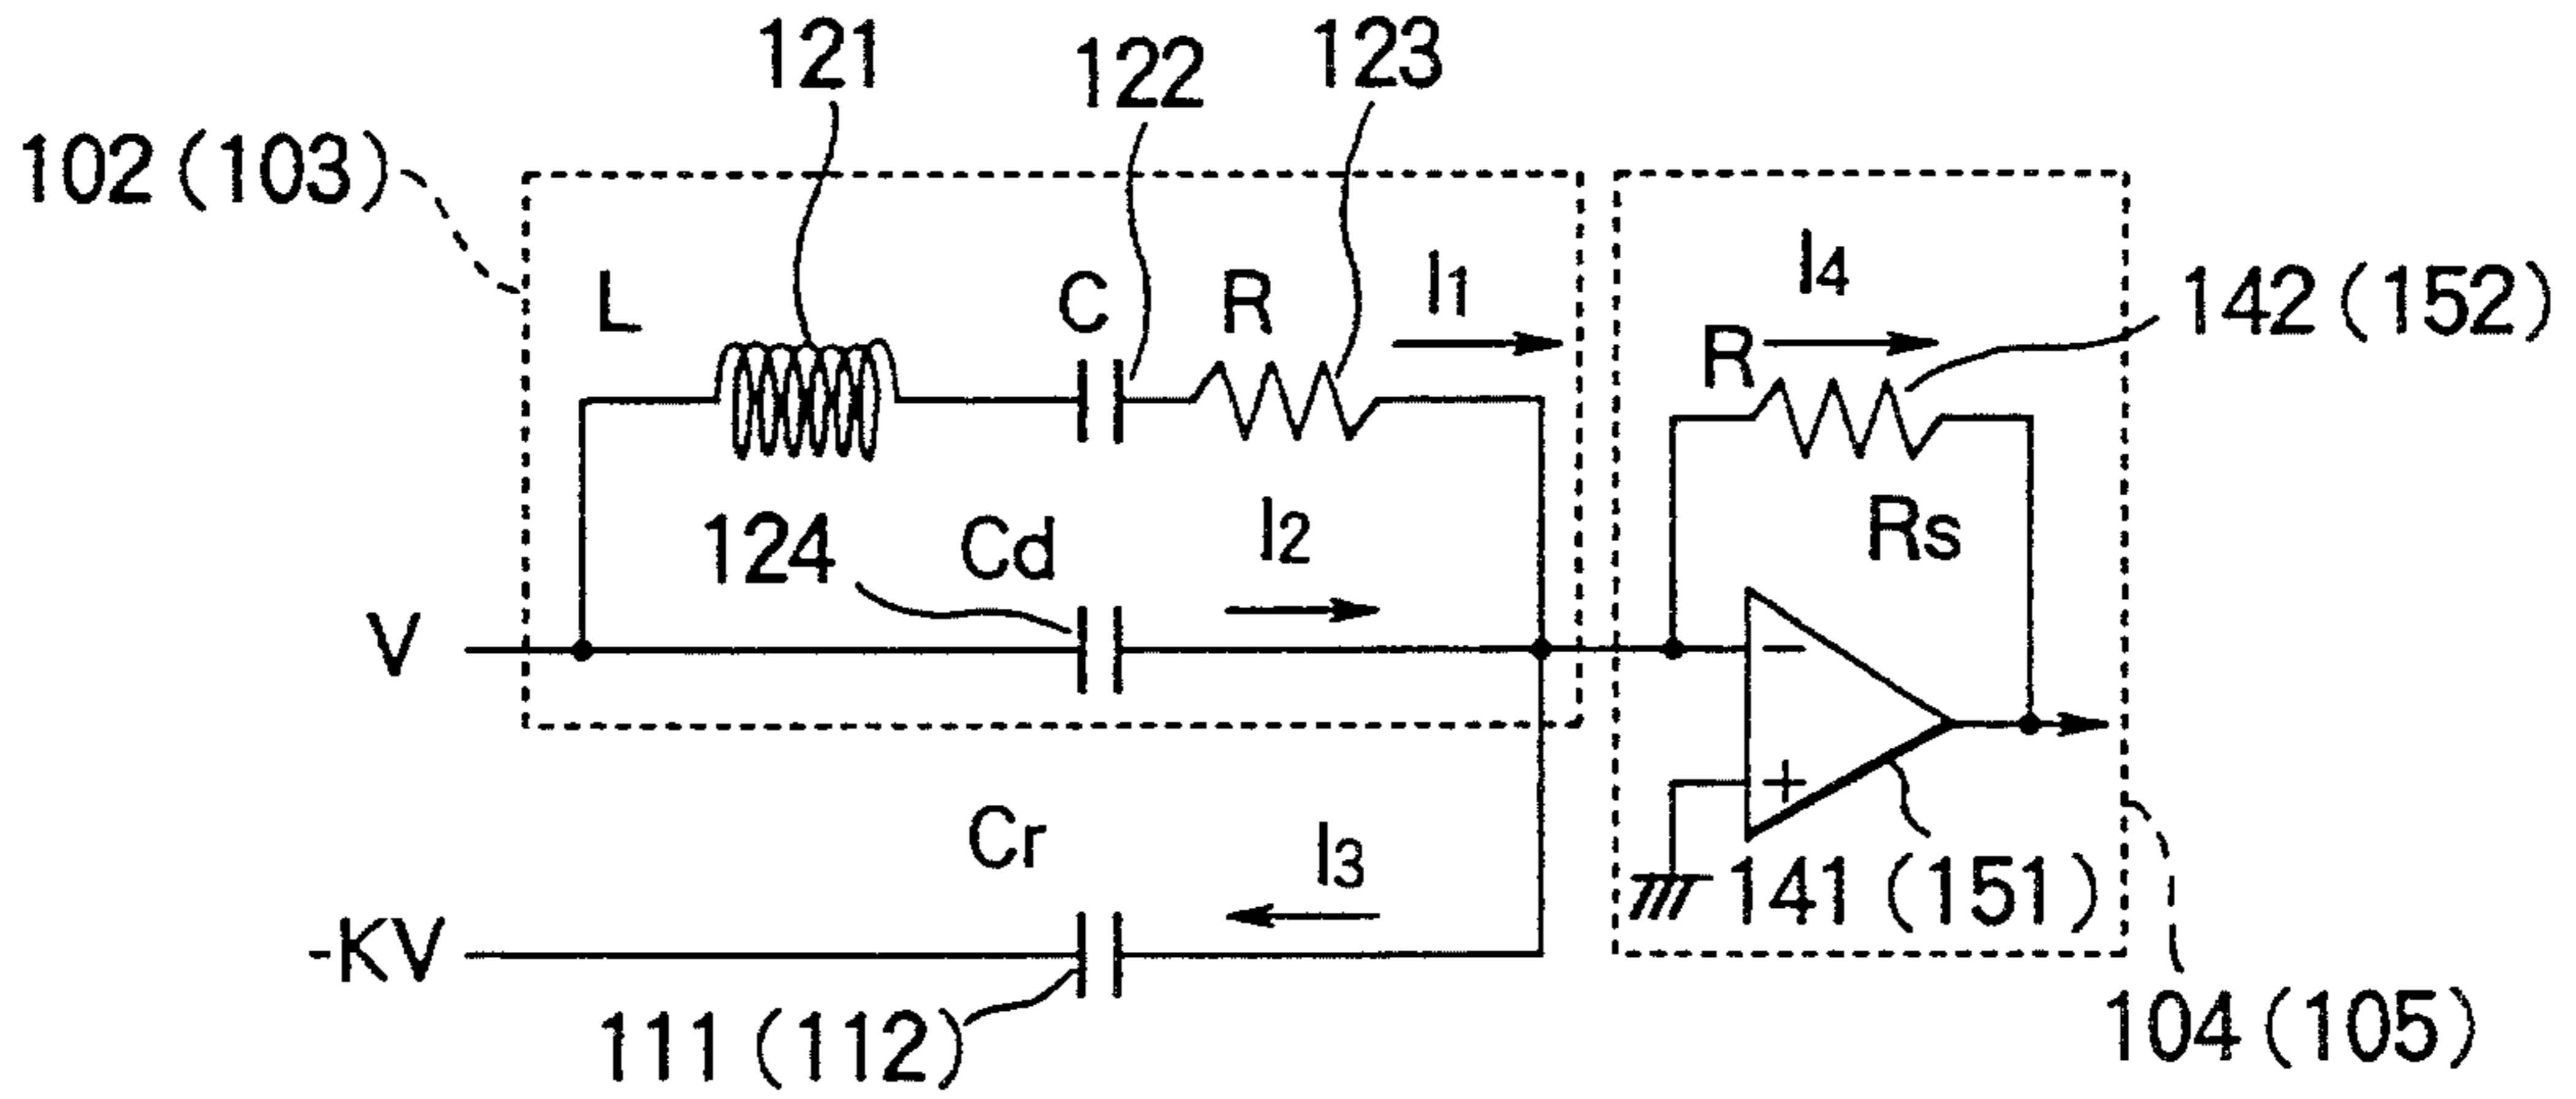 121
122
123
102 (103)
L
C
R
I1
I4
R
142 (152)
124
Cd
I2
Rs
V
−
+
Cr
I3
141 (151)
-KV
111 (112)
104 (105)